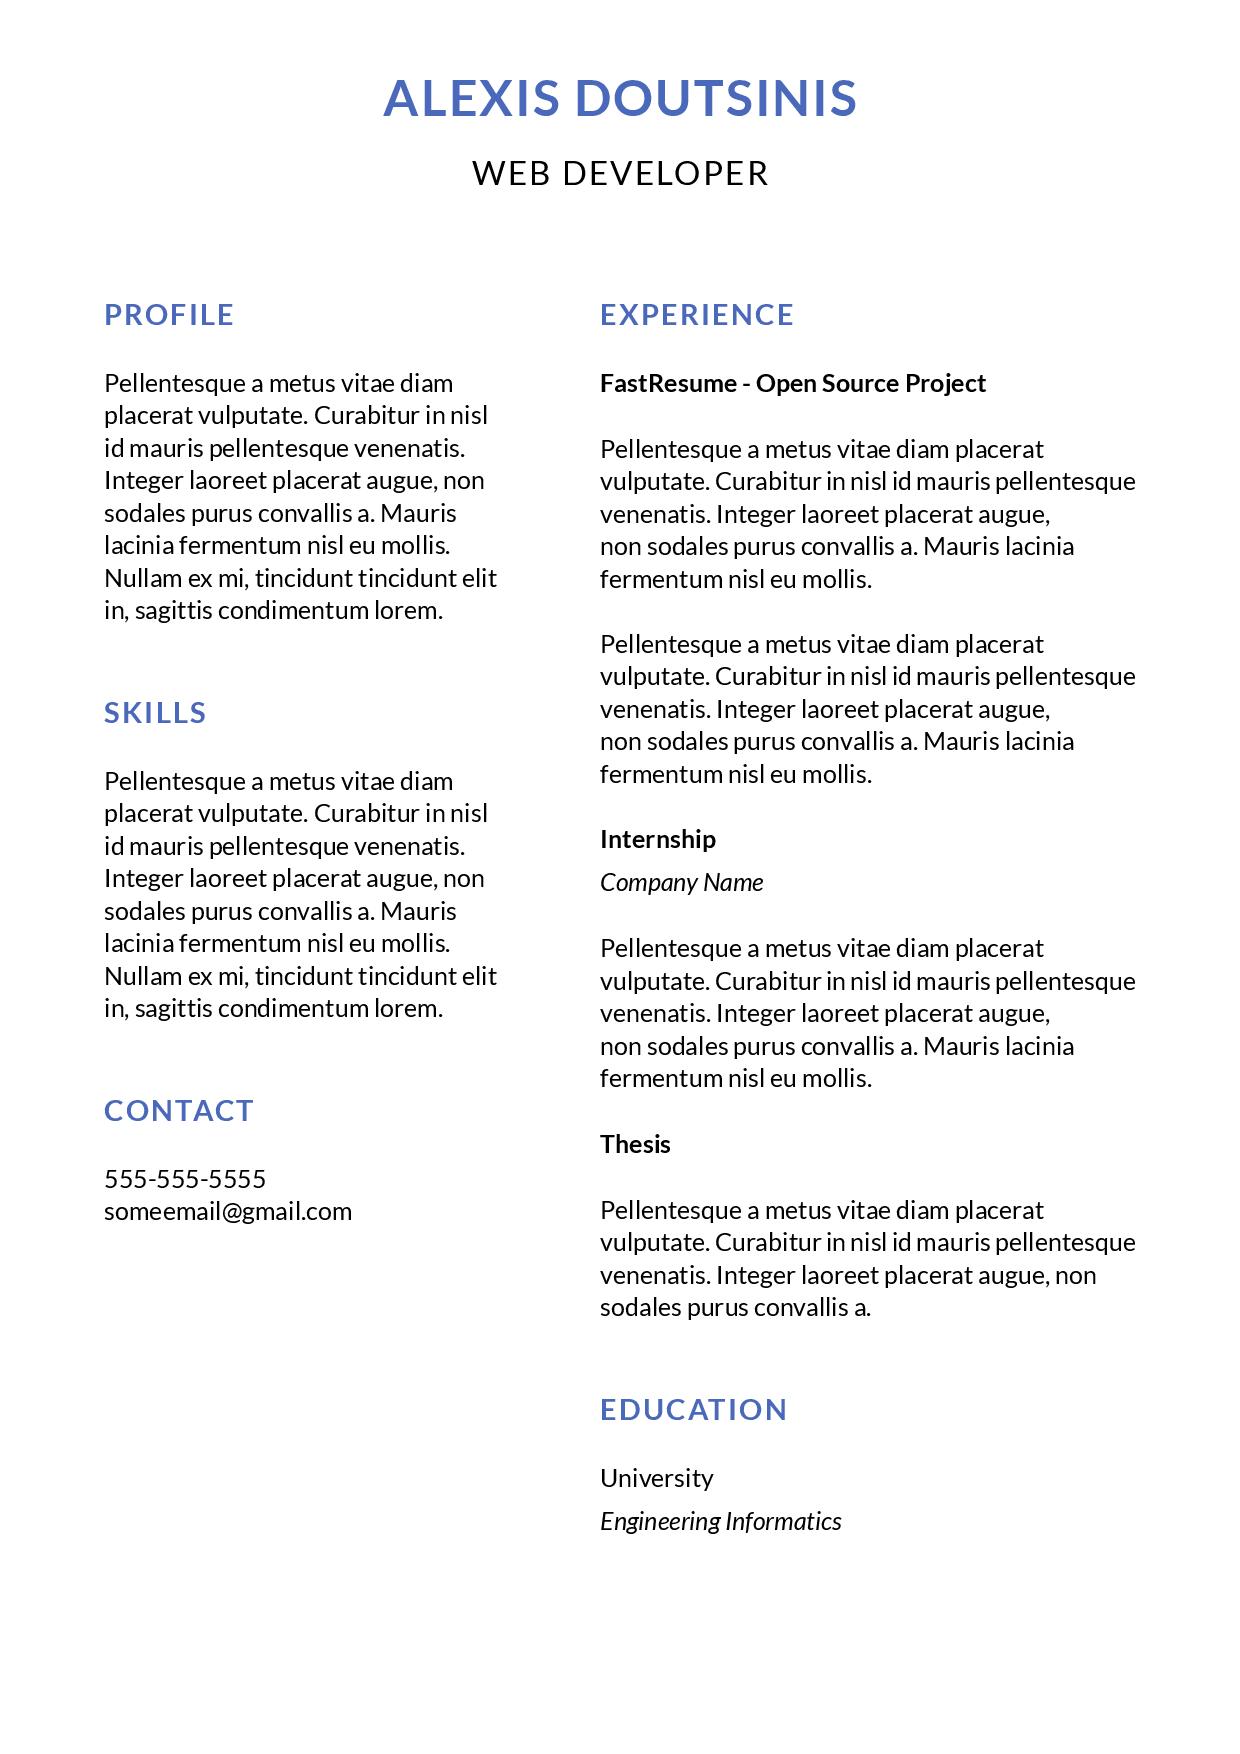 ALEXIS DOUTSINIS
WEB DEVELOPER
PROFILE
Pellentesque a metus vitae diam
placerat vulputate. Curabitur in nisl
id mauris pellentesque venenatis.
Integer laoreet placerat augue, non
sodales purus convallis a. Mauris
lacinia fermentum nisl eu mollis.
Nullam ex mi, tincidunt tincidunt elit
in, sagittis condimentum lorem.
SKILLS
Pellentesque a metus vitae diam
placerat vulputate. Curabitur in nisl
id mauris pellentesque venenatis.
Integer laoreet placerat augue, non
sodales purus convallis a. Mauris
lacinia fermentum nisl eu mollis.
Nullam ex mi, tincidunt tincidunt elit
in, sagittis condimentum lorem.
CONTACT
555-555-5555
someemail@gmail.com
EXPERIENCE
FastResume - Open Source Project
Pellentesque a metus vitae diam placerat
vulputate. Curabitur in nisl id mauris pellentesque
venenatis. Integer laoreet placerat augue,
non sodales purus convallis a. Mauris lacinia
fermentum nisl eu mollis.
Pellentesque a metus vitae diam placerat
vulputate. Curabitur in nisl id mauris pellentesque
venenatis. Integer laoreet placerat augue,
non sodales purus convallis a. Mauris lacinia
fermentum nisl eu mollis.
Internship
Company Name
Pellentesque a metus vitae diam placerat
vulputate. Curabitur in nisl id mauris pellentesque
venenatis. Integer laoreet placerat augue,
non sodales purus convallis a. Mauris lacinia
fermentum nisl eu mollis.
Thesis
Pellentesque a metus vitae diam placerat
vulputate. Curabitur in nisl id mauris pellentesque
venenatis. Integer laoreet placerat augue, non
sodales purus convallis a.
EDUCATION
University
Engineering Informatics